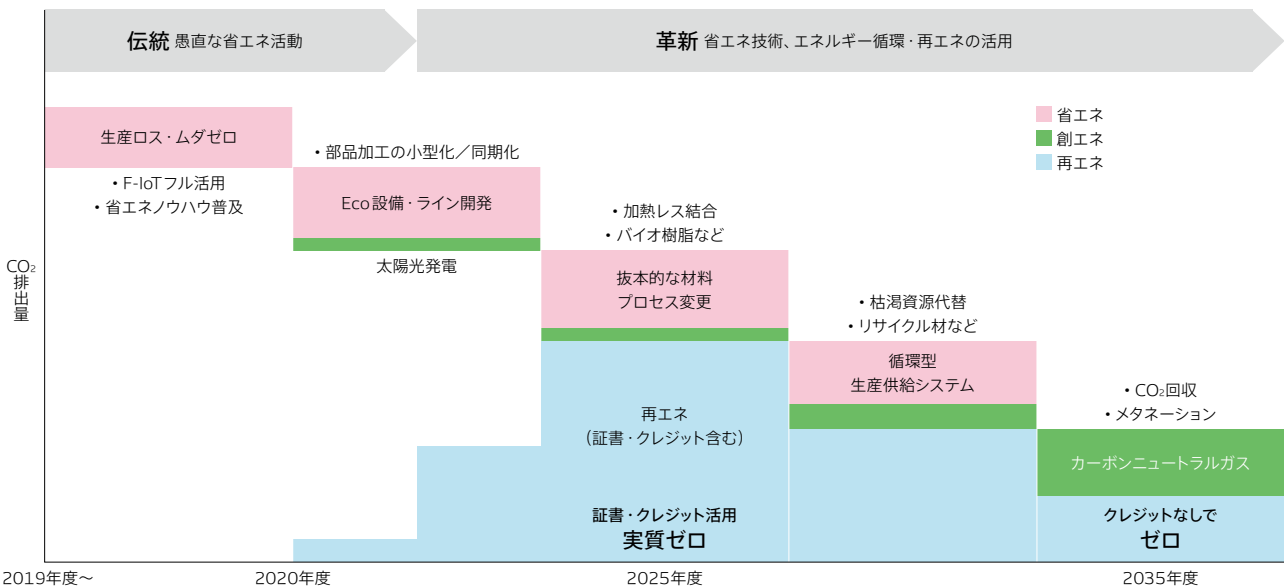 伝統 愚直な省エネ活動
革新 省エネ技術、エネルギー循環・再エネの活用
省エネ
創エネ
再エネ
CO₂
排出量
生産ロス・ムダゼロ
・F-IoTフル活用
・省エネノウハウ普及
・部品加工の小型化／同期化
Eco設備・ライン開発
太陽光発電
・加熱レス結合
・バイオ樹脂など
抜本的な材料
プロセス変更
再エネ
（証書・クレジット含む）
証書・クレジット活用
実質ゼロ
・枯渇資源代替
・リサイクル材など
循環型
生産供給システム
・CO₂回収
・メタネーション
カーボンニュートラルガス
クレジットなしで
ゼロ
2019年度～
2020年度
2025年度
2035年度